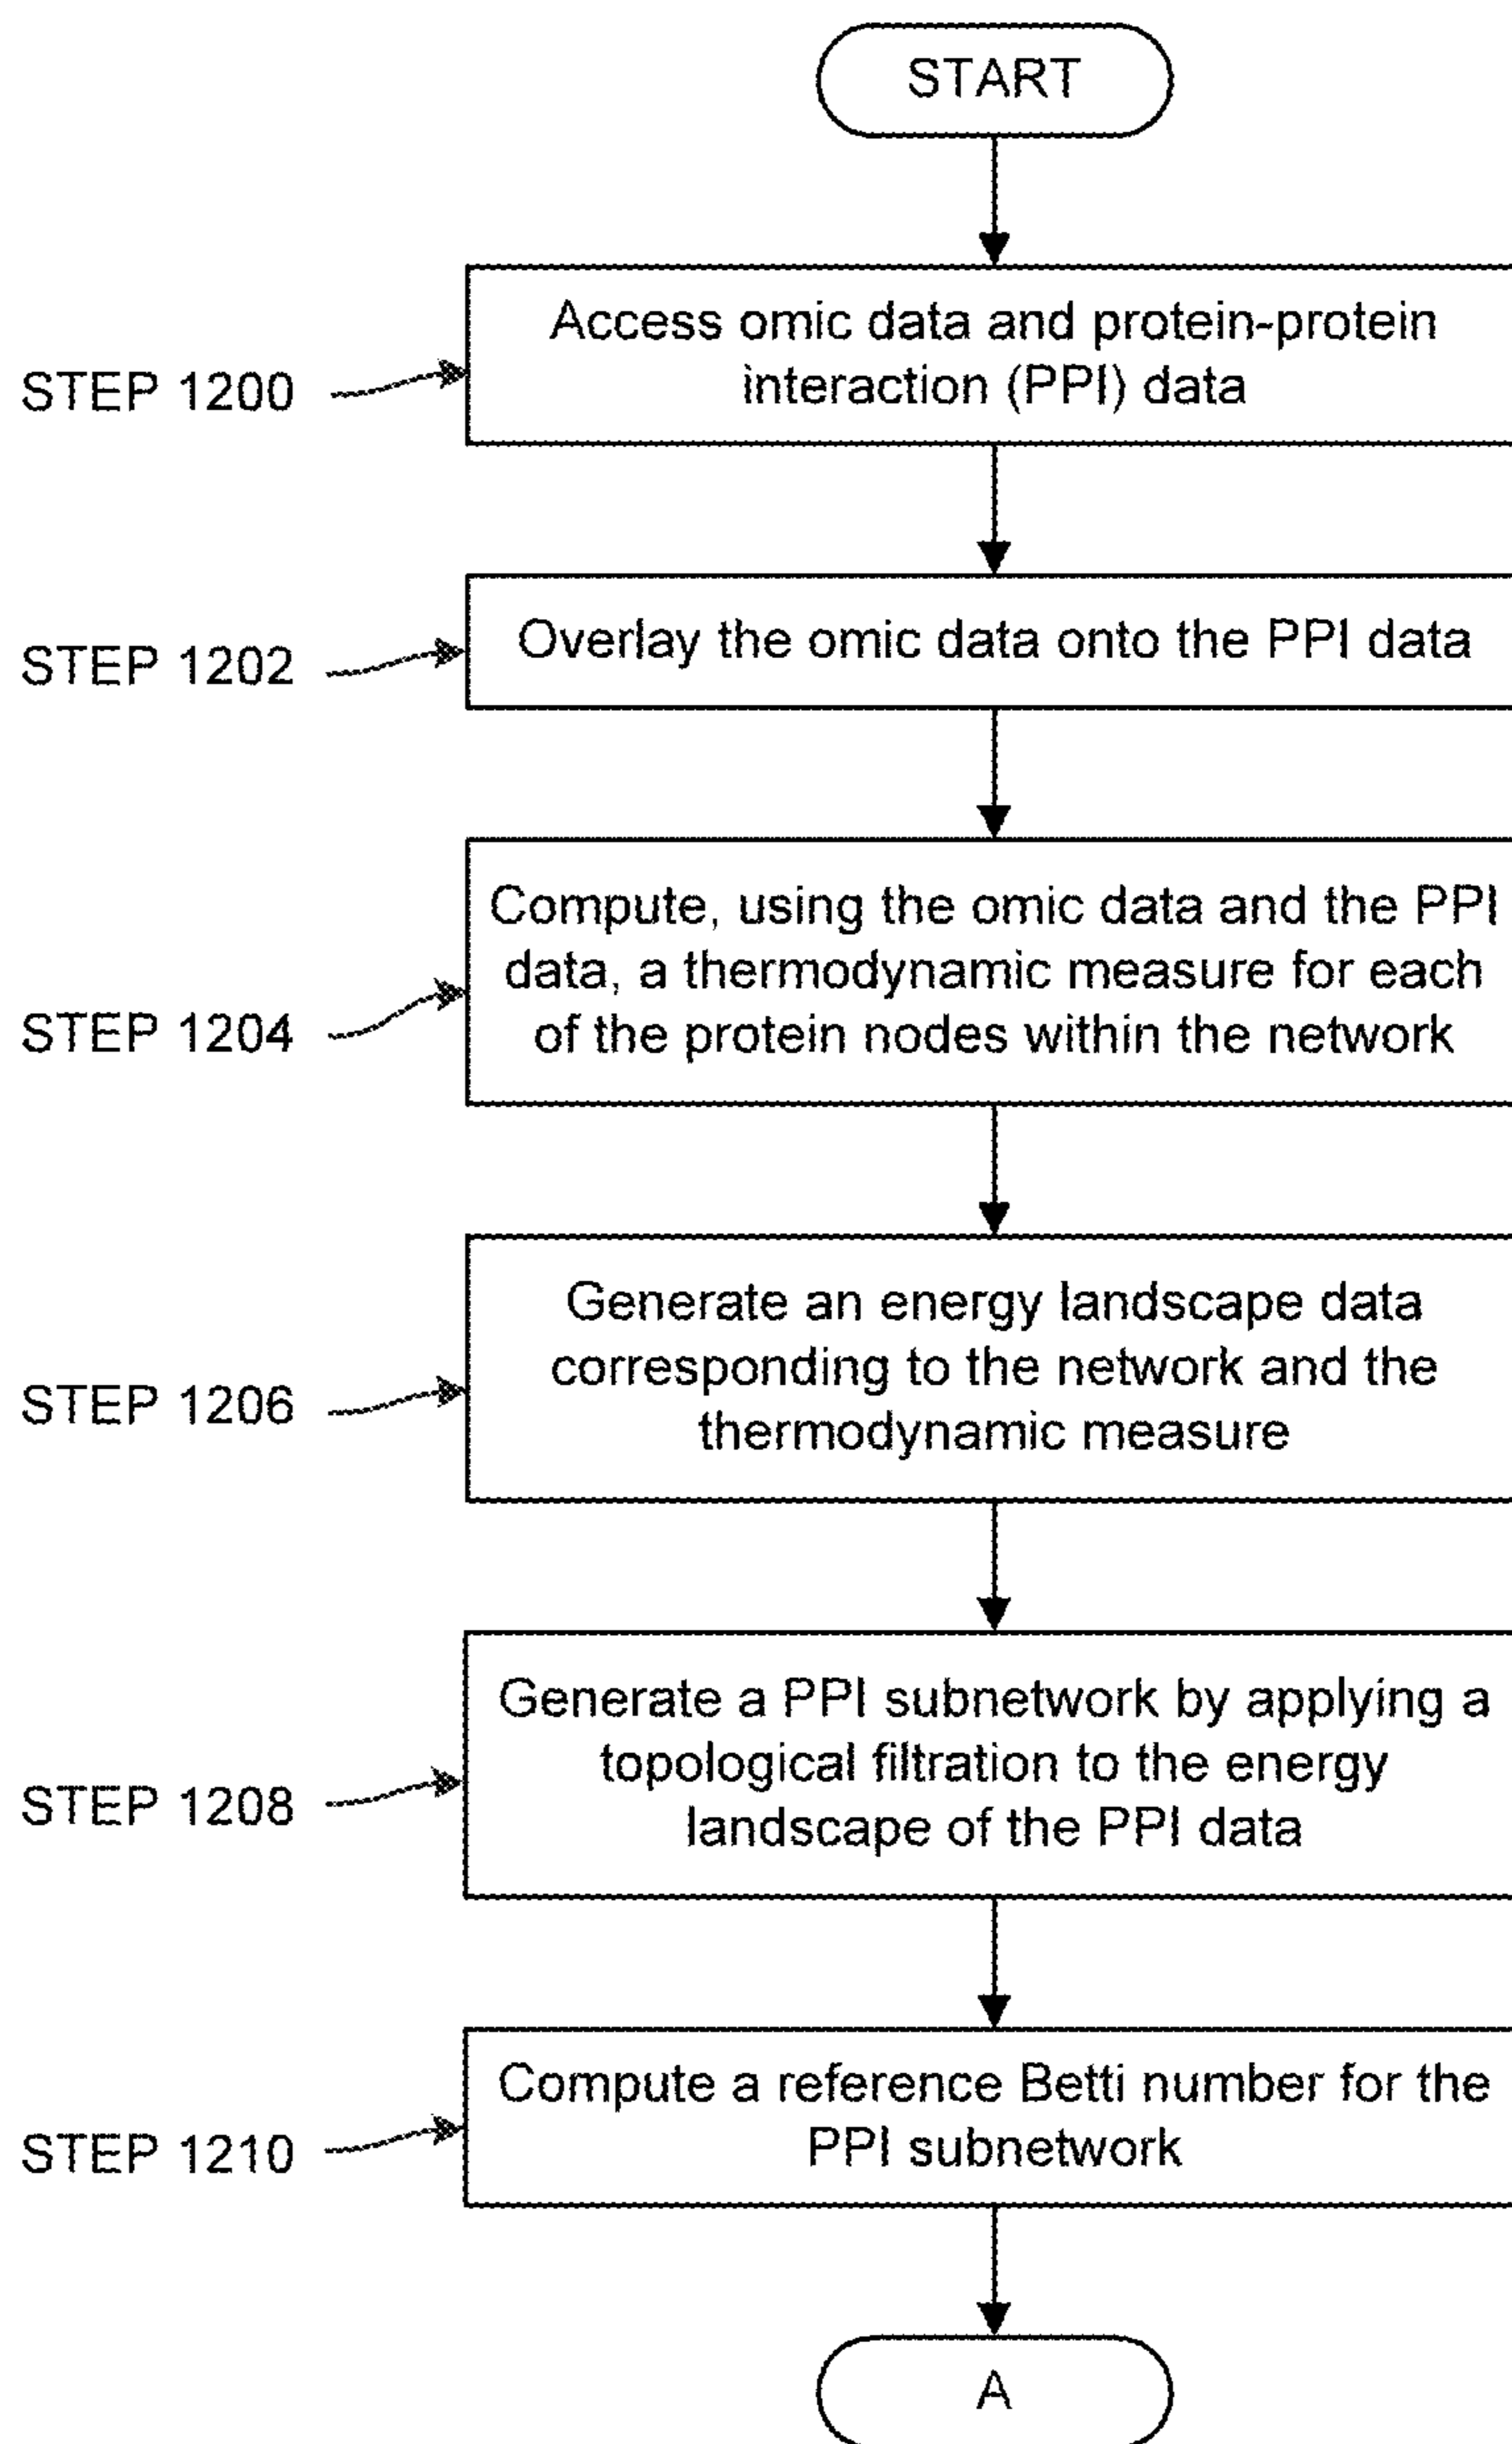 START
STEP 1200
Access omic data and protein-protein
interaction (PPI) data
STEP 1202
Overlay the omic data onto the PPI data
STEP 1204
Compute, using the omic data and the PPI
data, a thermodynamic measure for each
of the protein nodes within the network
STEP 1206
Generate an energy landscape data
corresponding to the network and the
thermodynamic measure
STEP 1208
Generate a PPI subnetwork by applying a
topological filtration to the energy
landscape of the PPI data
STEP 1210
Compute a reference Betti number for the
PPI subnetwork
A